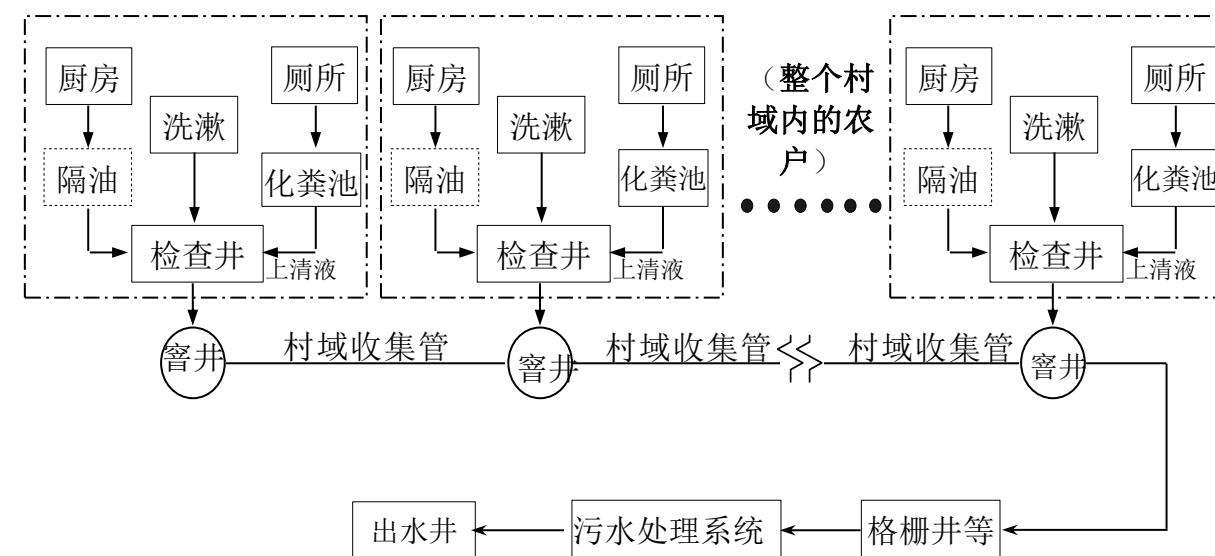 厨房
厕所
洗漱
隔油
化粪池
检查井
上清液
厨房
厕所
洗漱
隔油
化粪池
检查井
上清液
（整个村
域内的农
户）
厨房
厕所
洗漱
隔油
化粪池
检查井
上清液
窨井
村域收集管
窨井
村域收集管
村域收集管
窨井
出水井
污水处理系统
格栅井等